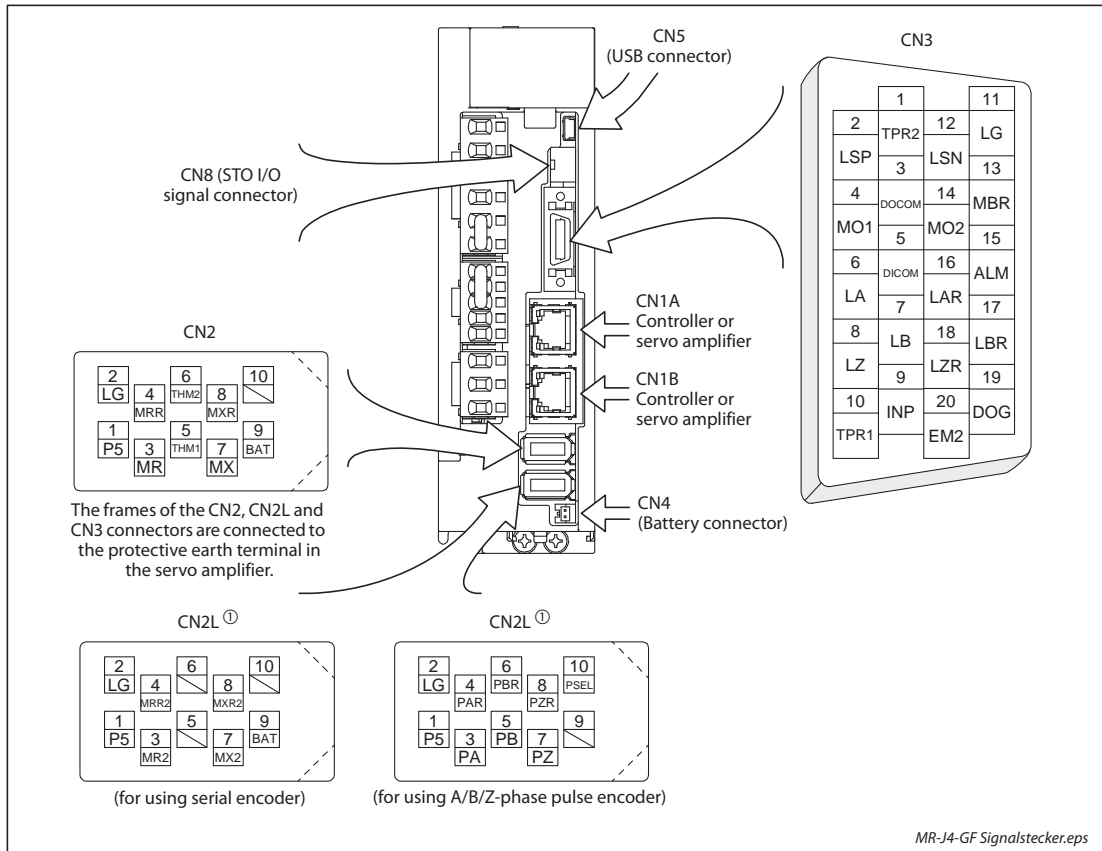 CN5
(USB connector)
CN3
CN8 (STO I/O
signal connector)
1
11
2
TPR2
12
LG
LSP
3
LSN
13
4
DOCOM
14
MBR
MO1
5
MO2
15
6
DICOM
16
ALM
LA
7
LAR
17
8
LB
18
LBR
LZ
9
LZR
19
10
INP
20
DOG
TPR1
EM2
CN1A
Controller or
servo amplifier
CN1B
Controller or
servo amplifier
CN4
(Battery connector)
CN2
2
LG
4
MRR
6
THM2
8
MXR
10
1
P5
3
MR
5
THM1
7
MX
9
BAT
The frames of the CN2, CN2L and
CN3 connectors are connected to
the protective earth terminal in
the servo amplifier.
CN2L ①
2
LG
4
MRR2
6
8
MXR2
10
1
P5
3
MR2
5
7
MX2
9
BAT
(for using serial encoder)
CN2L ①
2
LG
4
PAR
6
PBR
8
PZR
10
PSEL
1
P5
3
PA
5
PB
7
PZ
9
(for using A/B/Z-phase pulse encoder)
MR-J4-GF Signalstecker.eps